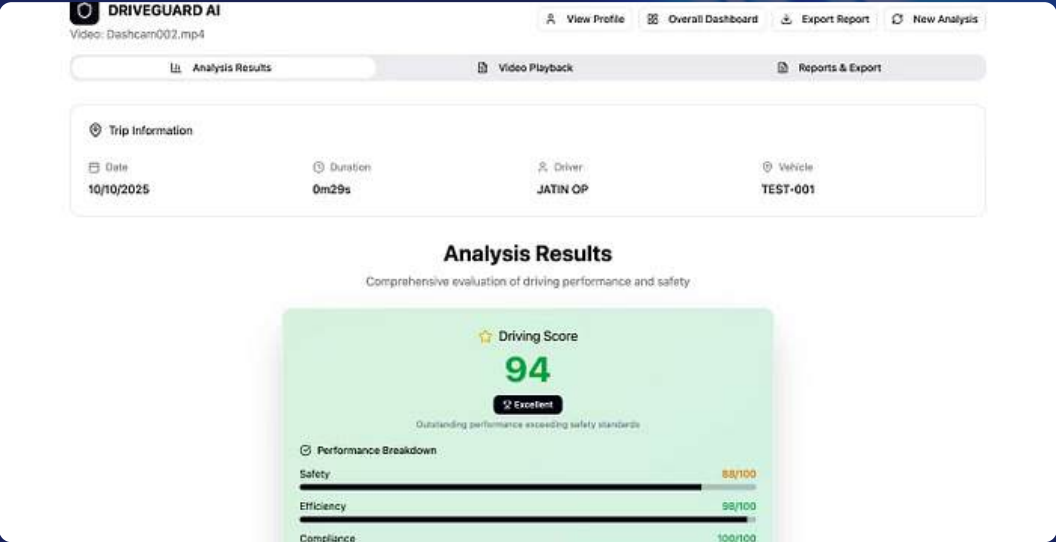 DRIVEGUARD AI
Video: Dashcam002.mp4
View Profile
Overall Dashboard
Export Report
New Analysis
Analysis Results
Video Playback
Reports & Export
Trip Information
Date
Duration
Driver
Vehicle
10/10/2025
0m29s
JATIN OP
TEST-001
Analysis Results
Comprehensive evaluation of driving performance and safety
Driving Score
94
Excellent
Outstanding performance exceeding safety standards
Performance Breakdown
Safety 88/100
Efficiency 98/100
Compliance 100/100